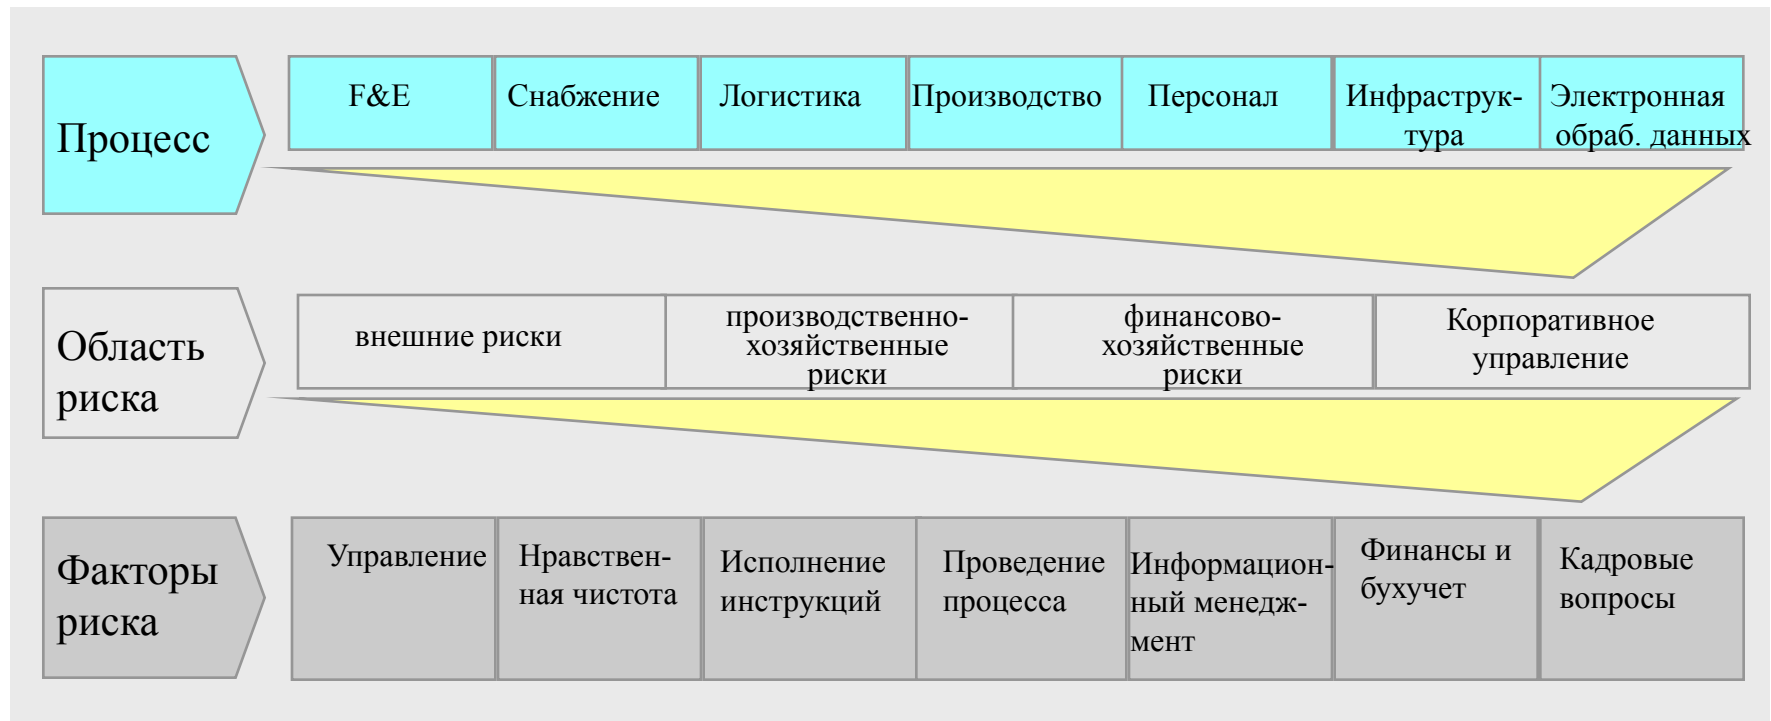 Процесс
F&E
Снабжение
Логистика
Производство
Персонал
Инфраструк-
тура
Электронная
обраб. данных
Область
риска
внешние риски
производственно-
хозяйственные
риски
финансово-
хозяйственные
риски
Корпоративное
управление
Факторы
риска
Управление
Нравствен-
ная чистота
Исполнение
инструкций
Проведение
процесса
Информацион-
ный менедж-
мент
Финансы и
бухучет
Кадровые
вопросы